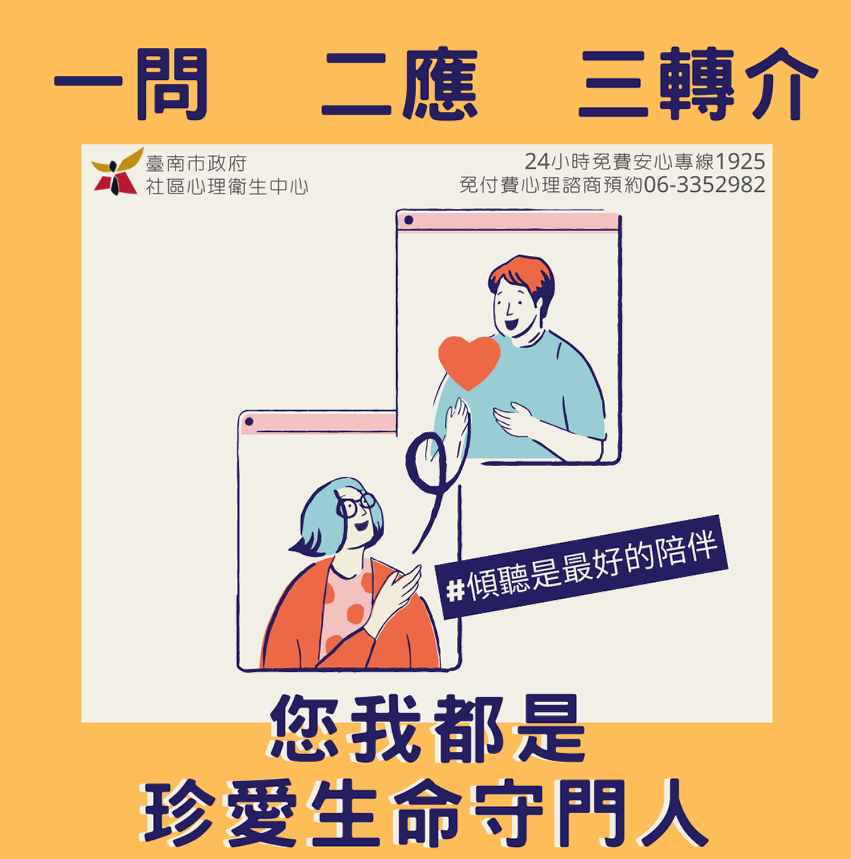 一問 二應 三轉介
臺南市政府
社區心理衛生中心
24小時免費安心專線1925
免付費心理諮商預約06-3352982
#傾聽是最好的陪伴
您我都是
珍愛生命守門人